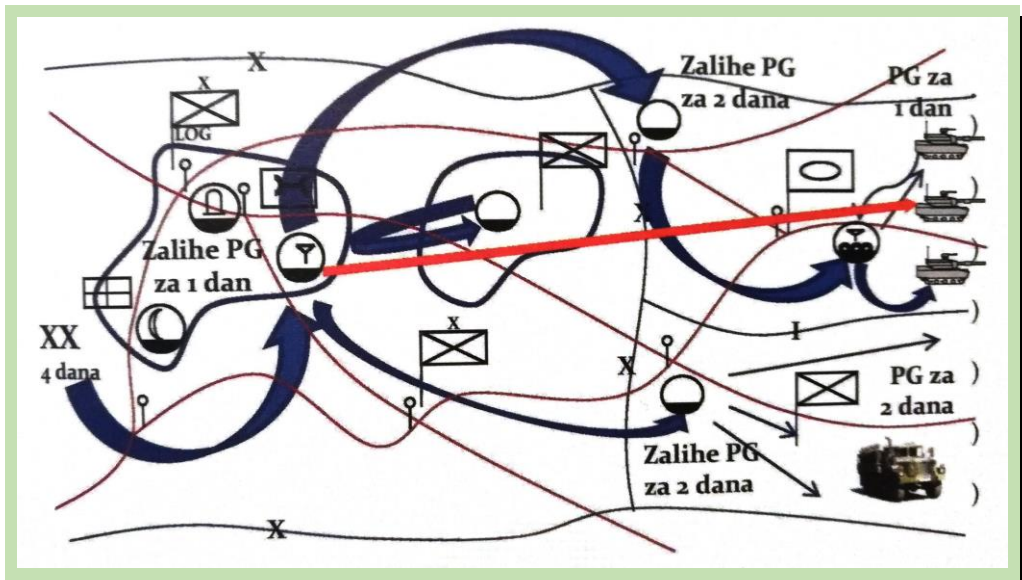 X
Zalihe PG
za 2 dana
PG za
1 dan
X
LOG
X
Zalihe PG
za 1 dan
XX
4 dana
X
X
I
PG za
2 dana
Zalihe PG
za 2 dana
X